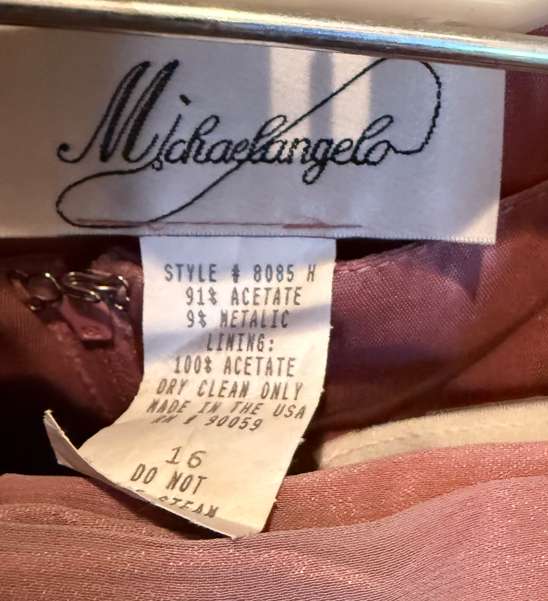 Michaelangelo
STYLE # 8085 H
91% ACETATE
9% METALIC
LINING:
100% ACETATE
DRY CLEAN ONLY
MADE IN THE USA
RN # 90059
16
DO NOT
STEAM